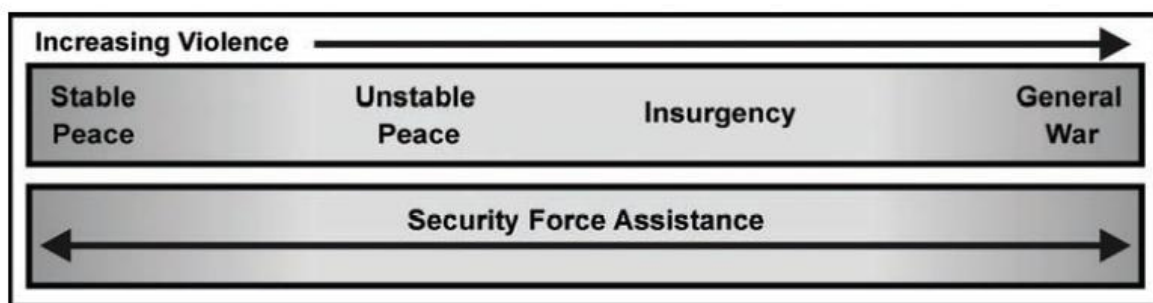 Increasing Violence
Stable
Peace
Unstable
Peace
Insurgency
General
War
Security Force Assistance